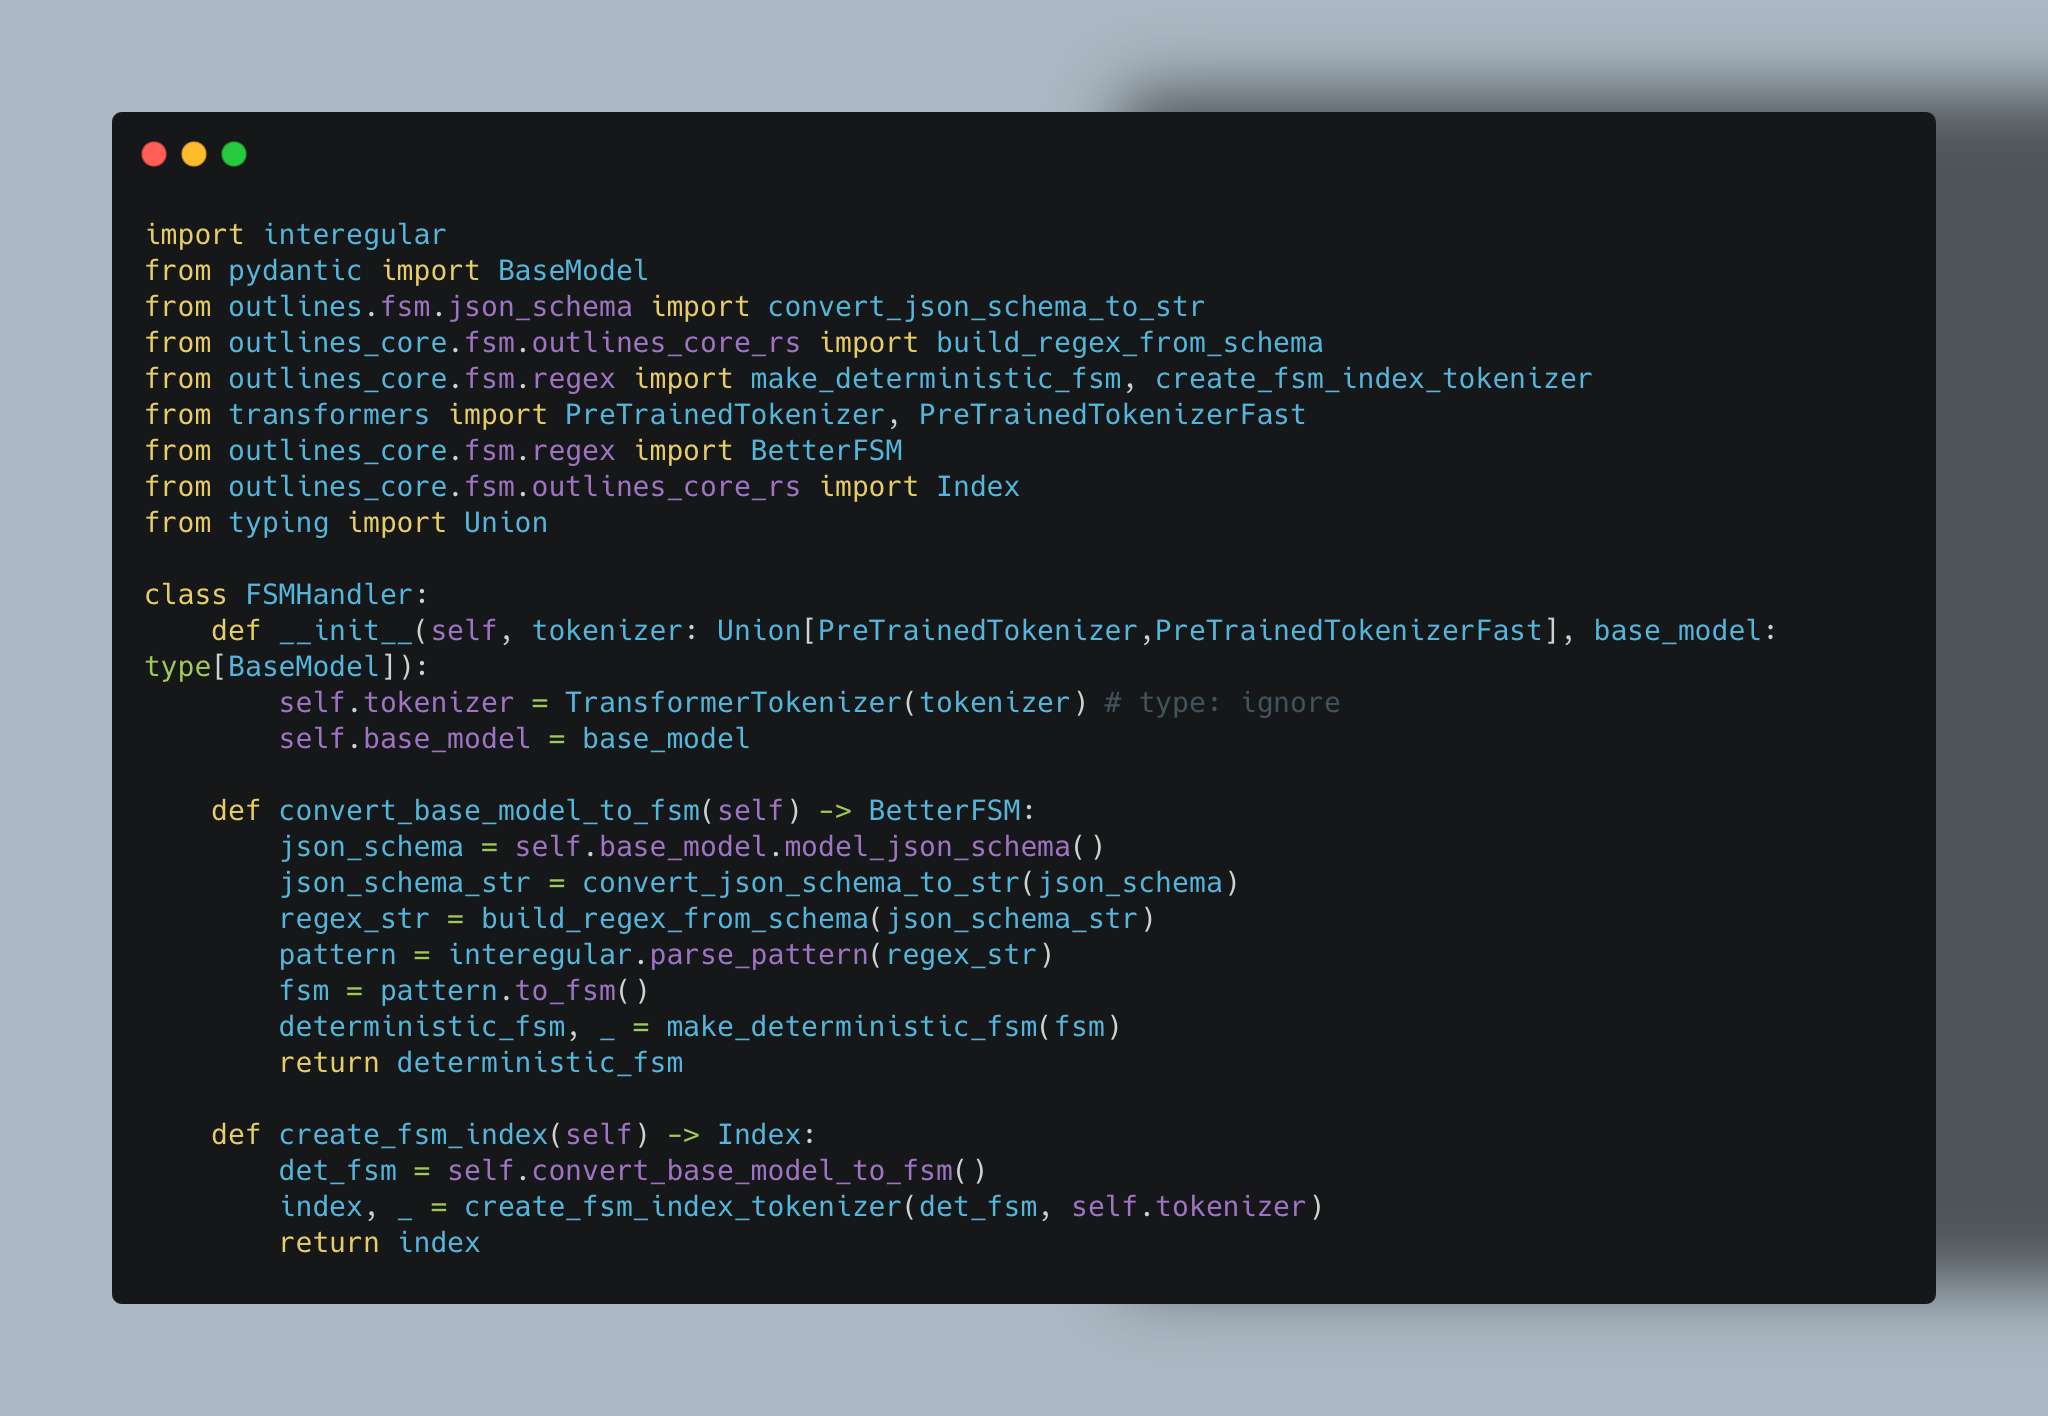 import interegular
from pydantic import BaseModel
from outlines.fsm.json_schema import convert_json_schema_to_str
from outlines_core.fsm.outlines_core_rs import build_regex_from_schema
from outlines_core.fsm.regex import make_deterministic_fsm, create_fsm_index_tokenizer
from transformers import PreTrainedTokenizer, PreTrainedTokenizerFast
from outlines_core.fsm.regex import BetterFSM
from outlines_core.fsm.outlines_core_rs import Index
from typing import Union

class FSMHandler:
    def __init__(self, tokenizer: Union[PreTrainedTokenizer,PreTrainedTokenizerFast], base_model:
type[BaseModel]):
        self.tokenizer = TransformerTokenizer(tokenizer) # type: ignore
        self.base_model = base_model

    def convert_base_model_to_fsm(self) -> BetterFSM:
        json_schema = self.base_model.model_json_schema()
        json_schema_str = convert_json_schema_to_str(json_schema)
        regex_str = build_regex_from_schema(json_schema_str)
        pattern = interegular.parse_pattern(regex_str)
        fsm = pattern.to_fsm()
        deterministic_fsm, _ = make_deterministic_fsm(fsm)
        return deterministic_fsm

    def create_fsm_index(self) -> Index:
        det_fsm = self.convert_base_model_to_fsm()
        index, _ = create_fsm_index_tokenizer(det_fsm, self.tokenizer)
        return index